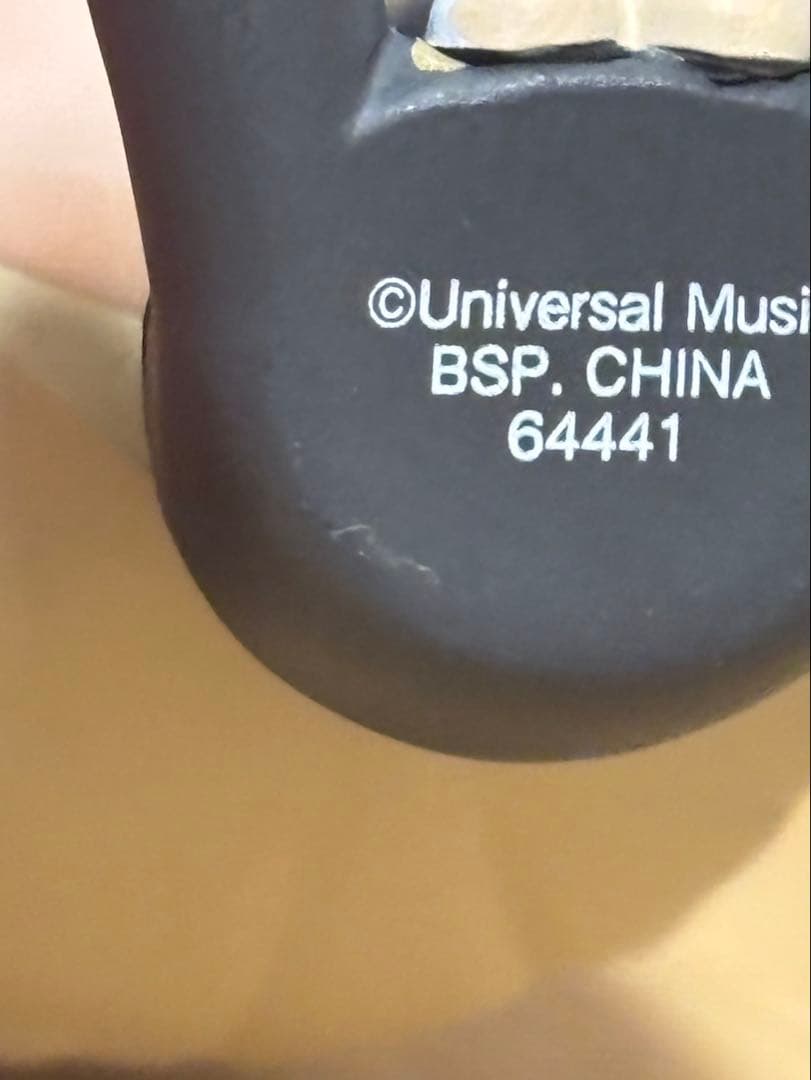 ©Universal Musi
BSP. CHINA
64441